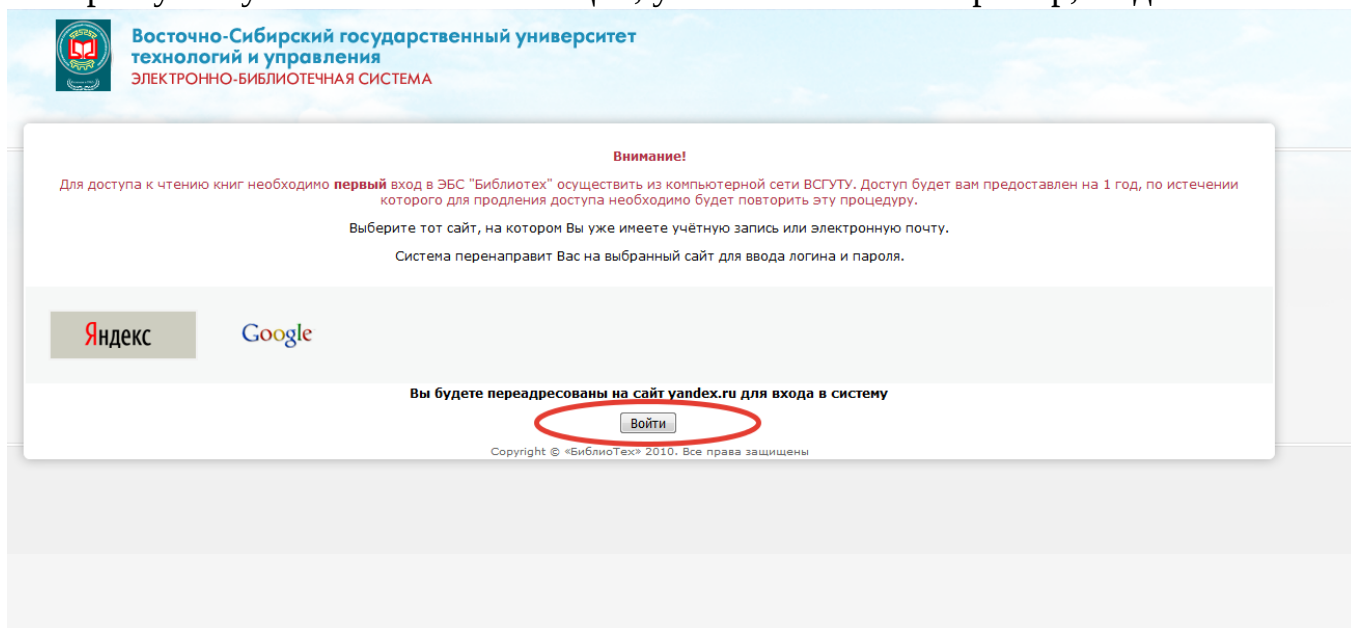 Восточно-Сибирский государственный университет
технологий и управления
ЭЛЕКТРОННО-БИБЛИОТЕЧНАЯ СИСТЕМА
Внимание!
Для доступа к чтению книг необходимо первый вход в ЭБС "Библиотех" осуществить из компьютерной сети ВСГУТУ. Доступ будет вам предоставлен на 1 год, по истечении
которого для продления доступа необходимо будет повторить эту процедуру.
Выберите тот сайт, на котором Вы уже имеете учётную запись или электронную почту.
Система перенаправит Вас на выбранный сайт для ввода логина и пароля.
Яндекс Google
Вы будете переадресованы на сайт yandex.ru для входа в систему
Войти
Copyright © «БиблиоТех» 2010. Все права защищены